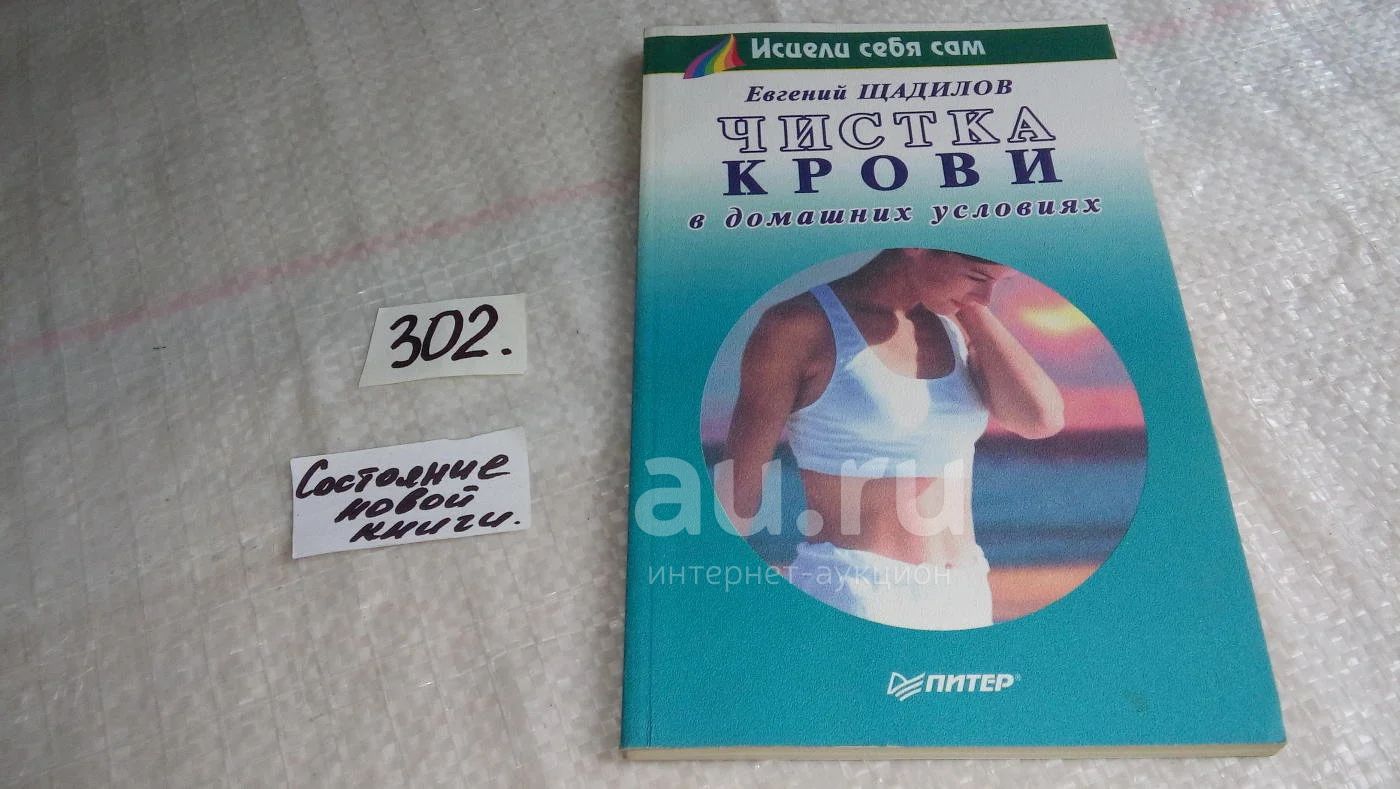 Исцели себя сам
Евгений ЩАДИЛОВ
ЧИСТКА
КРОВИ
в домашних условиях
302.
Состояние
новой
книги.
au.ru
интернет-аукцион
ПИТЕР®